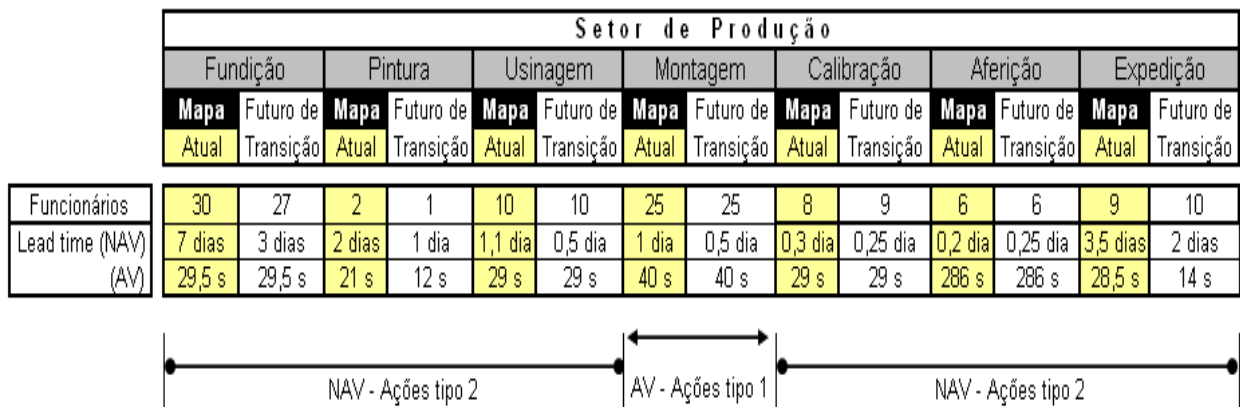 Setor de Produção
Fundição Pintura Usinagem Montagem Calibração Aferição Expedição
Mapa Futuro de Mapa Futuro de Mapa Futuro de Mapa Futuro de Mapa Futuro de Mapa Futuro de Mapa Futuro de
Atual Transição Atual Transição Atual Transição Atual Transição Atual Transição Atual Transição Atual Transição
Funcionários 30 27 2 1 10 10 25 25 8 9 6 6 9 10
Lead time (NAV) 7 dias 3 dias 2 dias 1 dia 1,1 dia 0,5 dia 1 dia 0,5 dia 0,3 dia 0,25 dia 0,2 dia 0,25 dia 3,5 dias 2 dias
(AV) 29,5 s 29,5 s 21 s 12 s 29 s 29 s 40 s 40 s 29 s 29 s 286 s 286 s 28,5 s 14 s
NAV - Ações tipo 2 AV - Ações tipo 1 NAV - Ações tipo 2